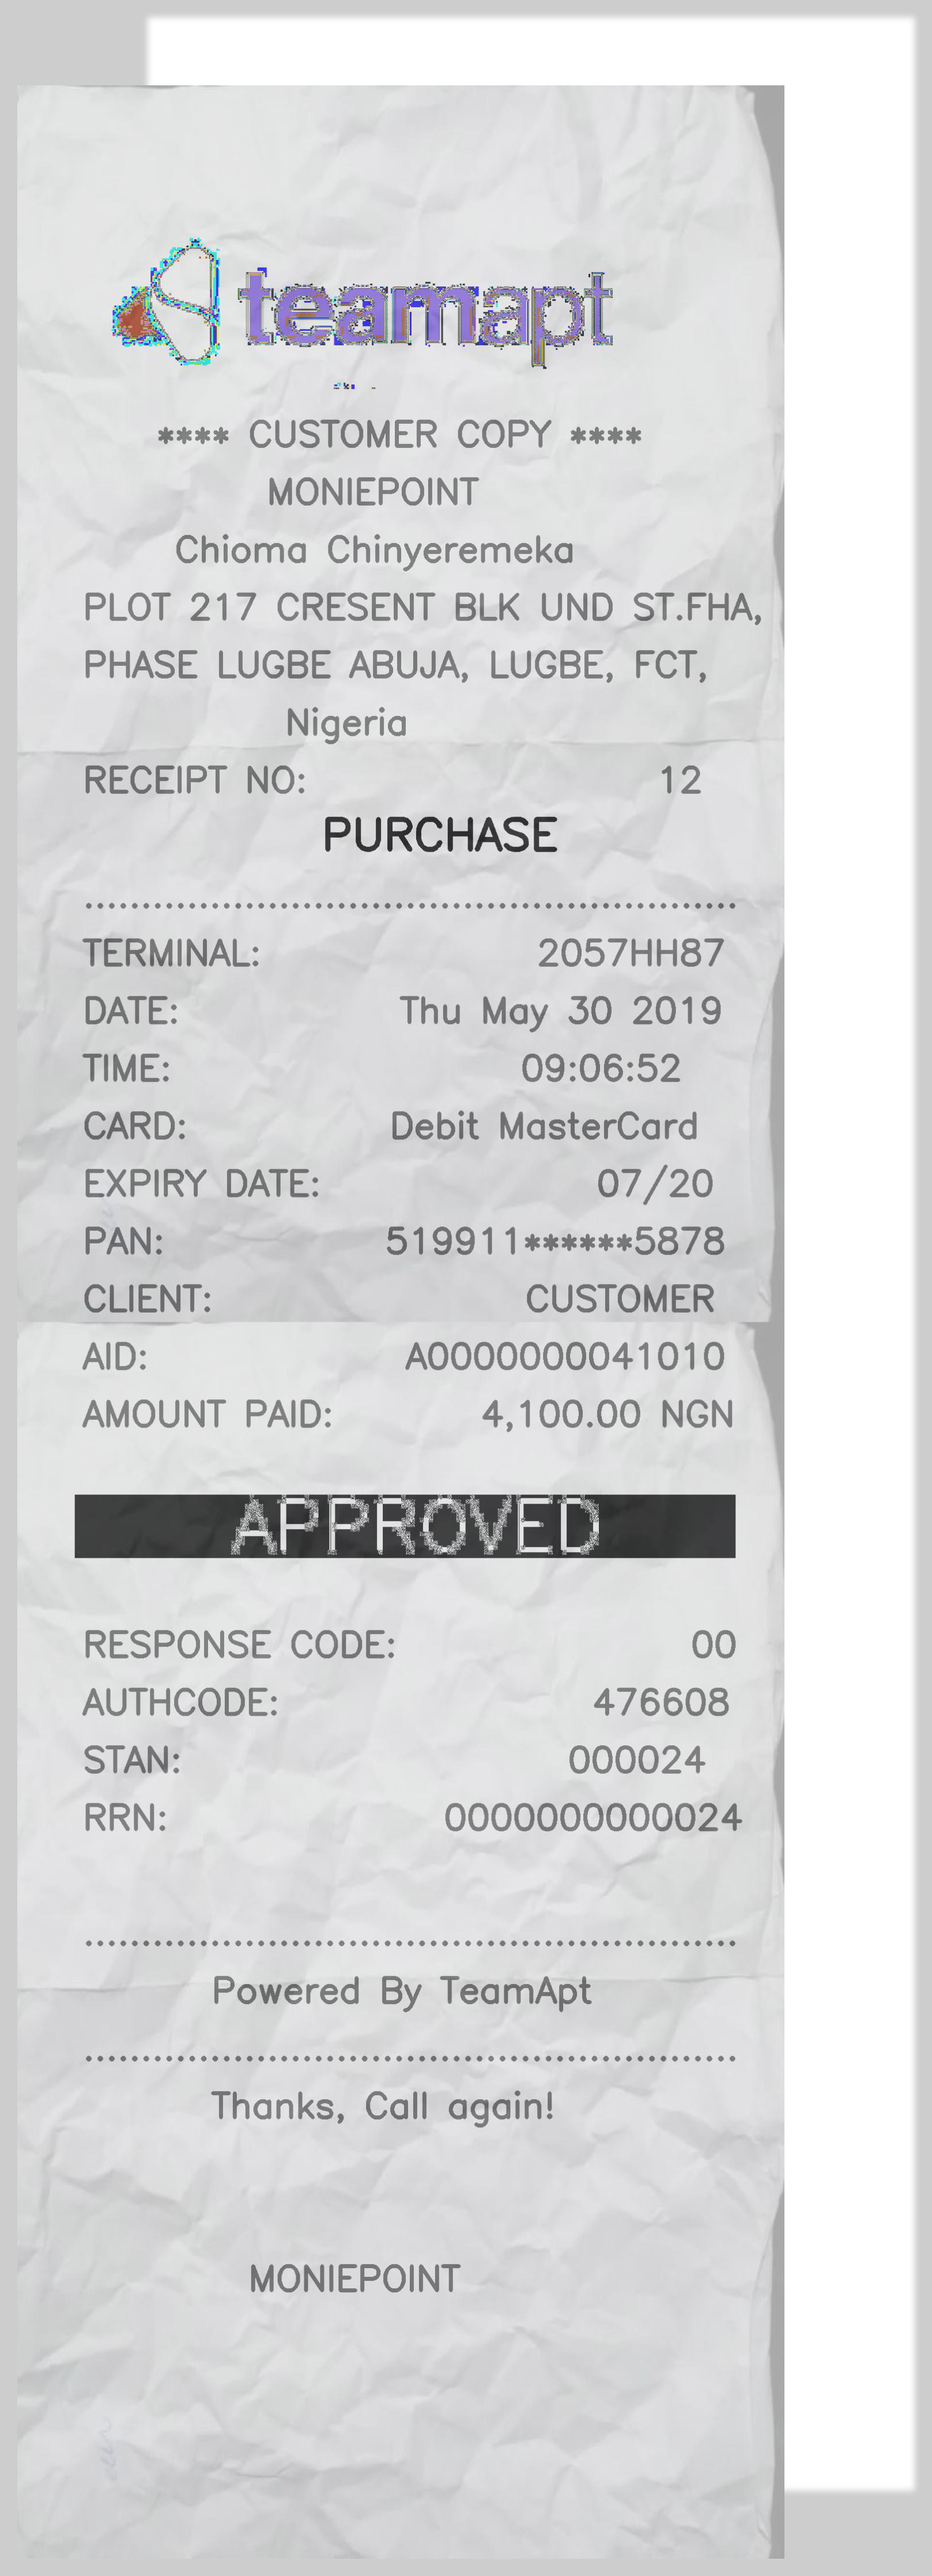 teamapt
**** CUSTOMER COPY ****
MONIEPOINT
Chioma Chinyeremeka
PLOT 217 CRESENT BLK UND ST.FHA,
PHASE LUGBE ABUJA, LUGBE, FCT,
Nigeria
RECEIPT NO: 12
PURCHASE
TERMINAL: 2057HH87
DATE: Thu May 30 2019
TIME: 09:06:52
CARD: Debit MasterCard
EXPIRY DATE: 07/20
PAN: 519911******5878
CLIENT: CUSTOMER
AID: A0000000041010
AMOUNT PAID: 4,100.00 NGN
APPROVED
RESPONSE CODE: 00
AUTHCODE: 476608
STAN: 000024
RRN: 0000000000024
Powered By TeamApt
Thanks, Call again!
MONIEPOINT